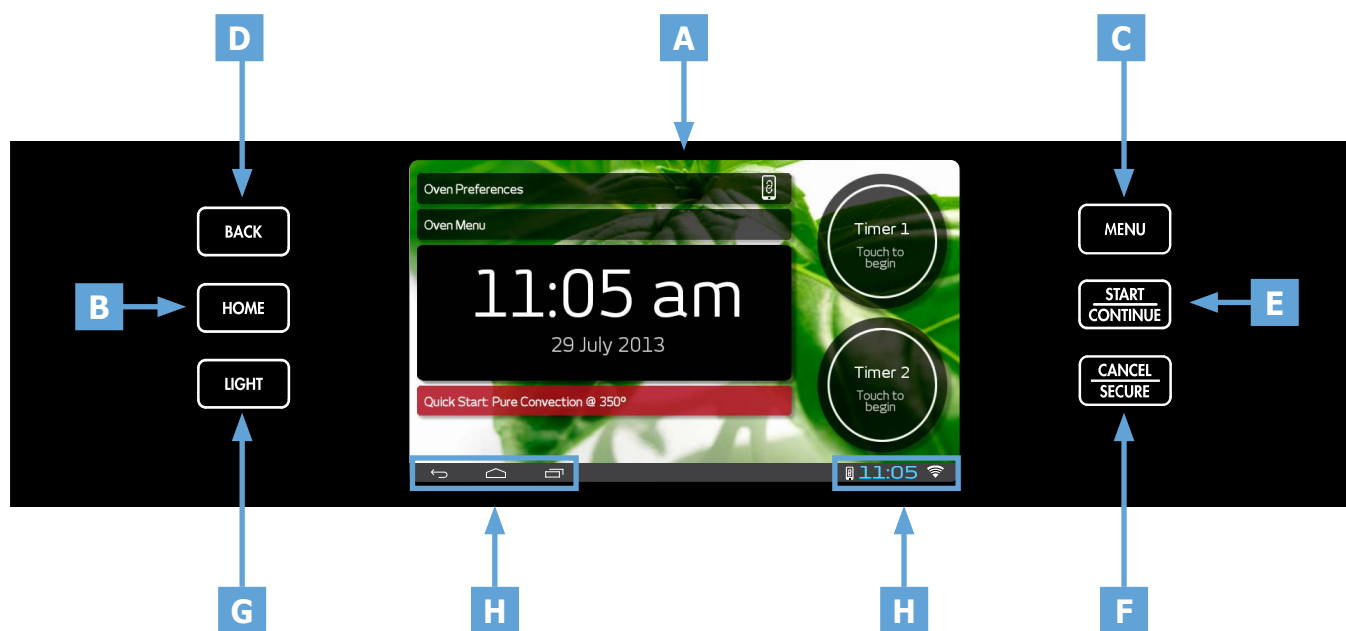 D
A
C
BACK
HOME
LIGHT
B
Oven Preferences
Oven Menu
11:05 am
29 July 2013
Quick Start: Pure Convection @ 350º
Timer 1
Touch to
begin
Timer 2
Touch to
begin
11:05
MENU
START
CONTINUE
CANCEL
SECURE
E
G
H
H
F